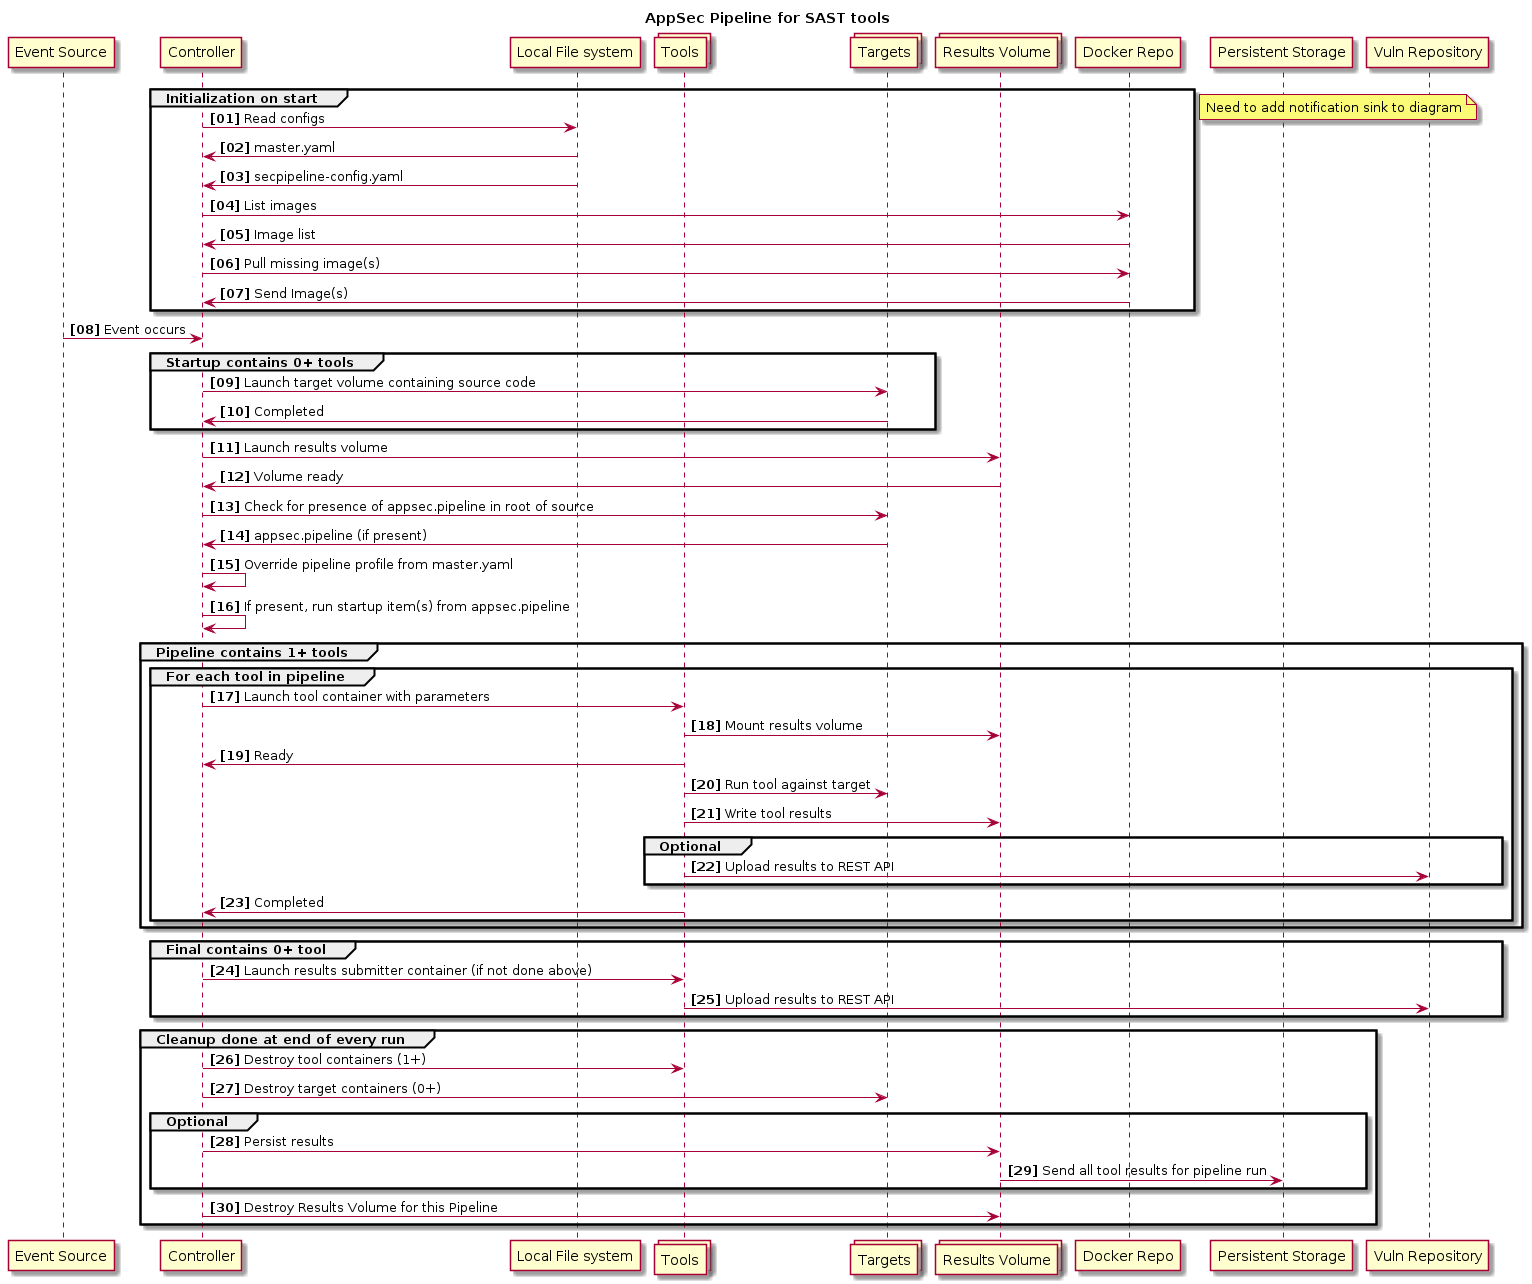 AppSec Pipeline for SAST tools
Event Source
Controller
Local File system
Tools
Targets
Results Volume
Docker Repo
Persistent Storage
Vuln Repository
Initialization on start
Need to add notification sink to diagram
[01] Read configs
[02] master.yaml
[03] secpipeline-config.yaml
[04] List images
[05] Image list
[06] Pull missing image(s)
[07] Send Image(s)
[08] Event occurs
Startup contains 0+ tools
[09] Launch target volume containing source code
[10] Completed
[11] Launch results volume
[12] Volume ready
[13] Check for presence of appsec.pipeline in root of source
[14] appsec.pipeline (if present)
[15] Override pipeline profile from master.yaml
[16] If present, run startup item(s) from appsec.pipeline
Pipeline contains 1+ tools
For each tool in pipeline
[17] Launch tool container with parameters
[18] Mount results volume
[19] Ready
[20] Run tool against target
[21] Write tool results
Optional
[22] Upload results to REST API
[23] Completed
Final contains 0+ tool
[24] Launch results submitter container (if not done above)
[25] Upload results to REST API
Cleanup done at end of every run
[26] Destroy tool containers (1+)
[27] Destroy target containers (0+)
Optional
[28] Persist results
[29] Send all tool results for pipeline run
[30] Destroy Results Volume for this Pipeline
Event Source
Controller
Local File system
Tools
Targets
Results Volume
Docker Repo
Persistent Storage
Vuln Repository